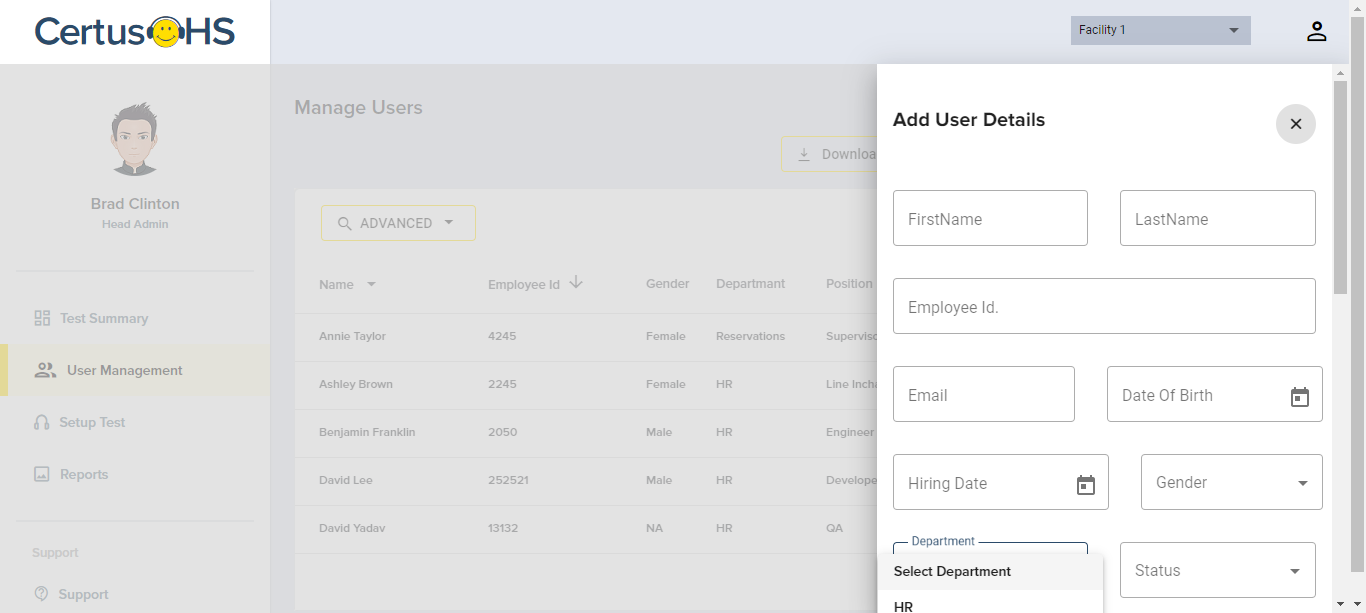 CertusOHS
Facility 1
Brad Clinton
Head Admin
Test Summary
User Management
Setup Test
Reports
Support
Support
Manage Users
Downloa
ADVANCED
Name Employee Id Gender Departmant Position
Annie Taylor 4245 Female Reservations Superviso
Ashley Brown 2245 Female HR Line Incha
Benjamin Franklin 2050 Male HR Engineer
David Lee 252521 Male HR Develope
David Yadav 13132 NA HR QA
Add User Details
FirstName LastName
Employee Id.
Email Date Of Birth
Hiring Date Gender
Department
Select Department
Status
HR